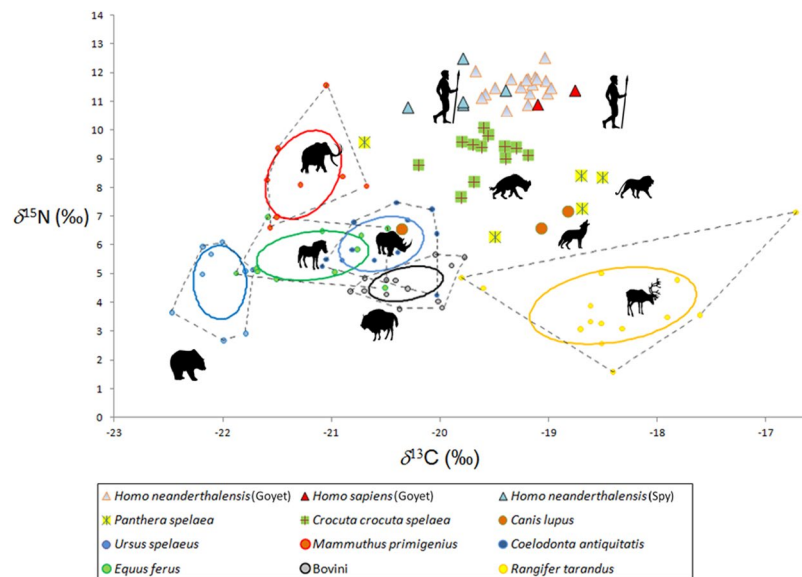 14
13
12
11
10
9
8
7
6
5
4
3
2
1
0
δ15N (‰)
-23 -22 -21 -20 -19 -18 -17
δ13C (‰)
Homo neanderthalensis (Goyet) Homo sapiens (Goyet) Homo neanderthalensis (Spy)
Panthera spelaea Crocuta crocuta spelaea Canis lupus
Ursus spelaeus Mammuthus primigenius Coelodonta antiquitatis
Equus ferus Bovini Rangifer tarandus